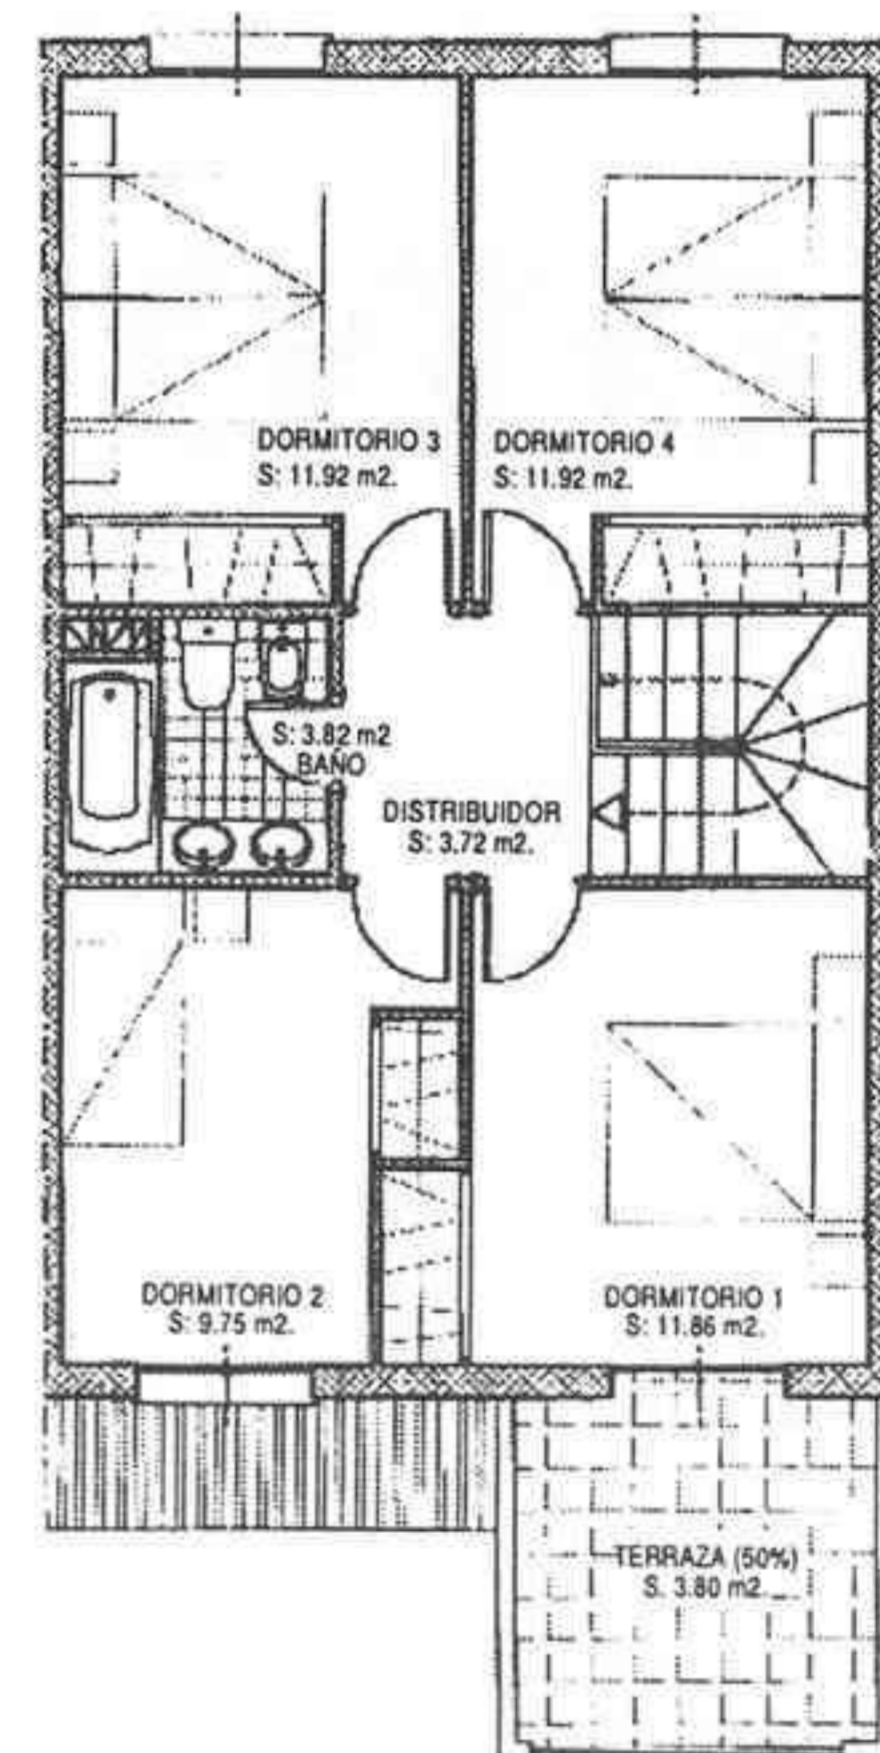 DORMITORIO 3
S: 11.92 m2.
DORMITORIO 4
S: 11.92 m2.
S: 3.82 m2
BAÑO
DISTRIBUIDOR
S: 3.72 m2.
DORMITORIO 2
S: 9.75 m2.
DORMITORIO 1
S: 11.86 m2.
TERRAZA (50%)
S. 3.80 m2